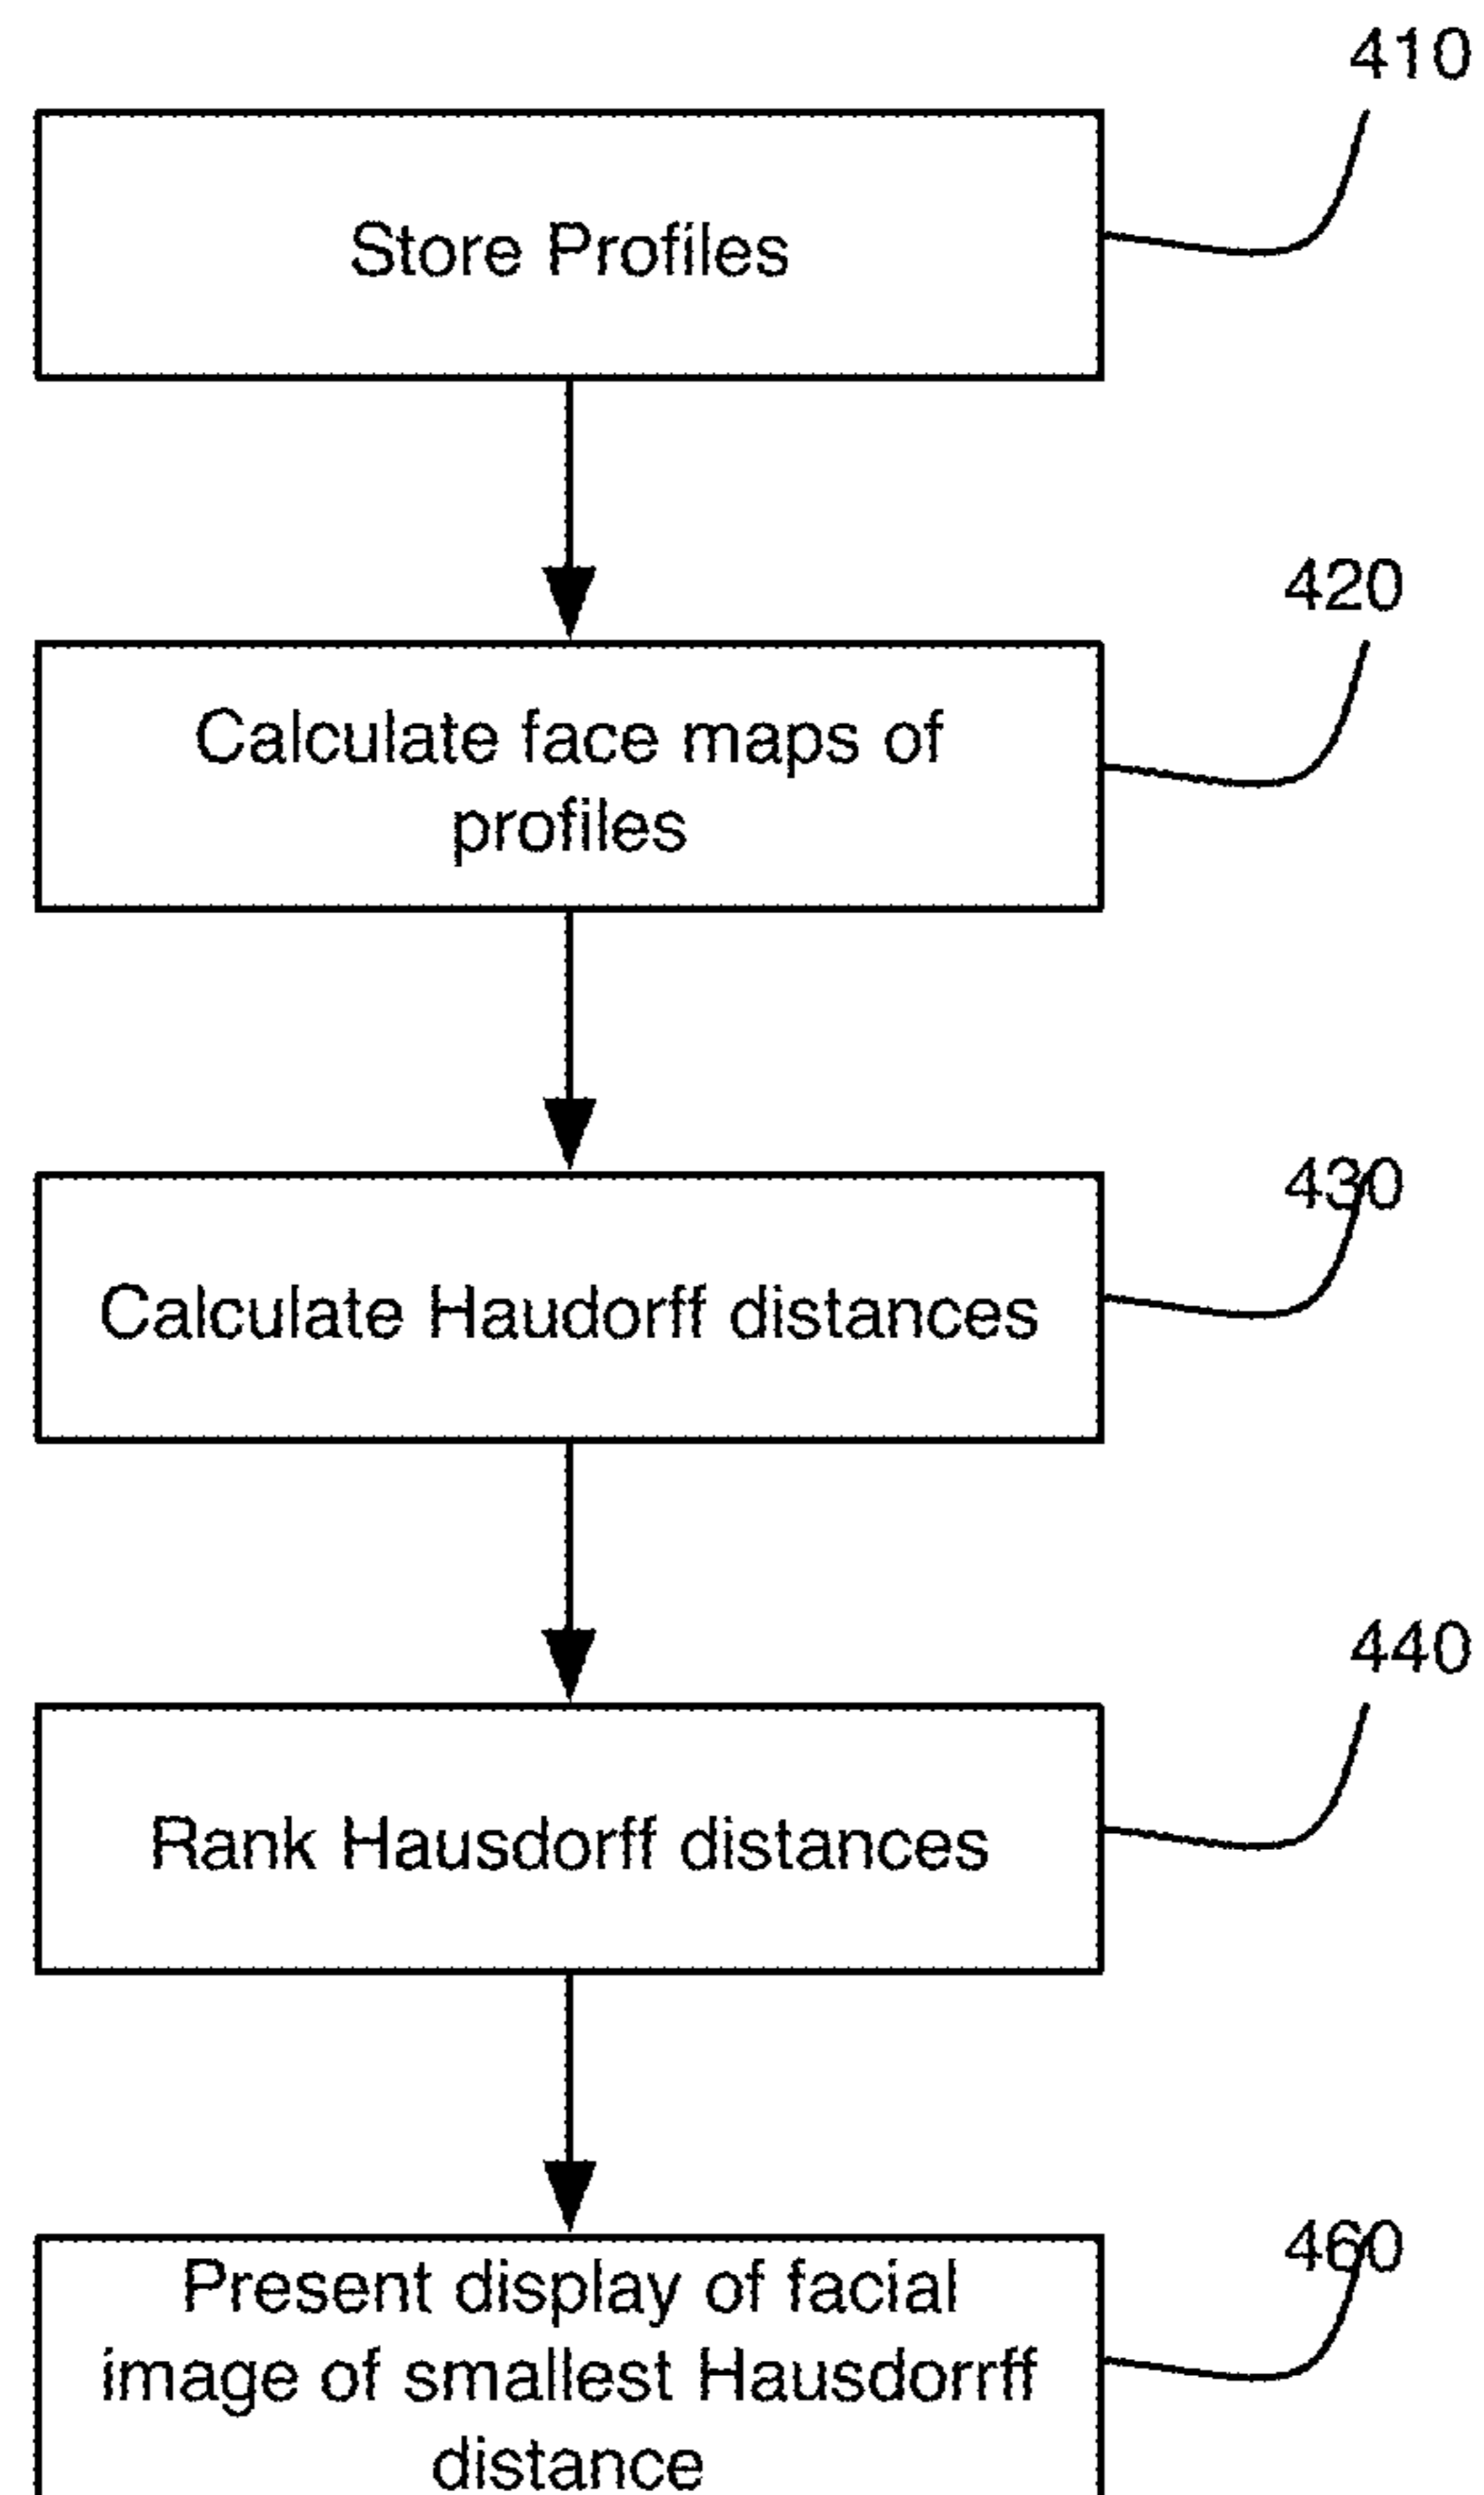 410
Store Profiles
420
Calculate face maps of
profiles
430
Calculate Haudorff distances
440
Rank Hausdorff distances
460
Present display of facial
image of smallest Hausdorrff
distance